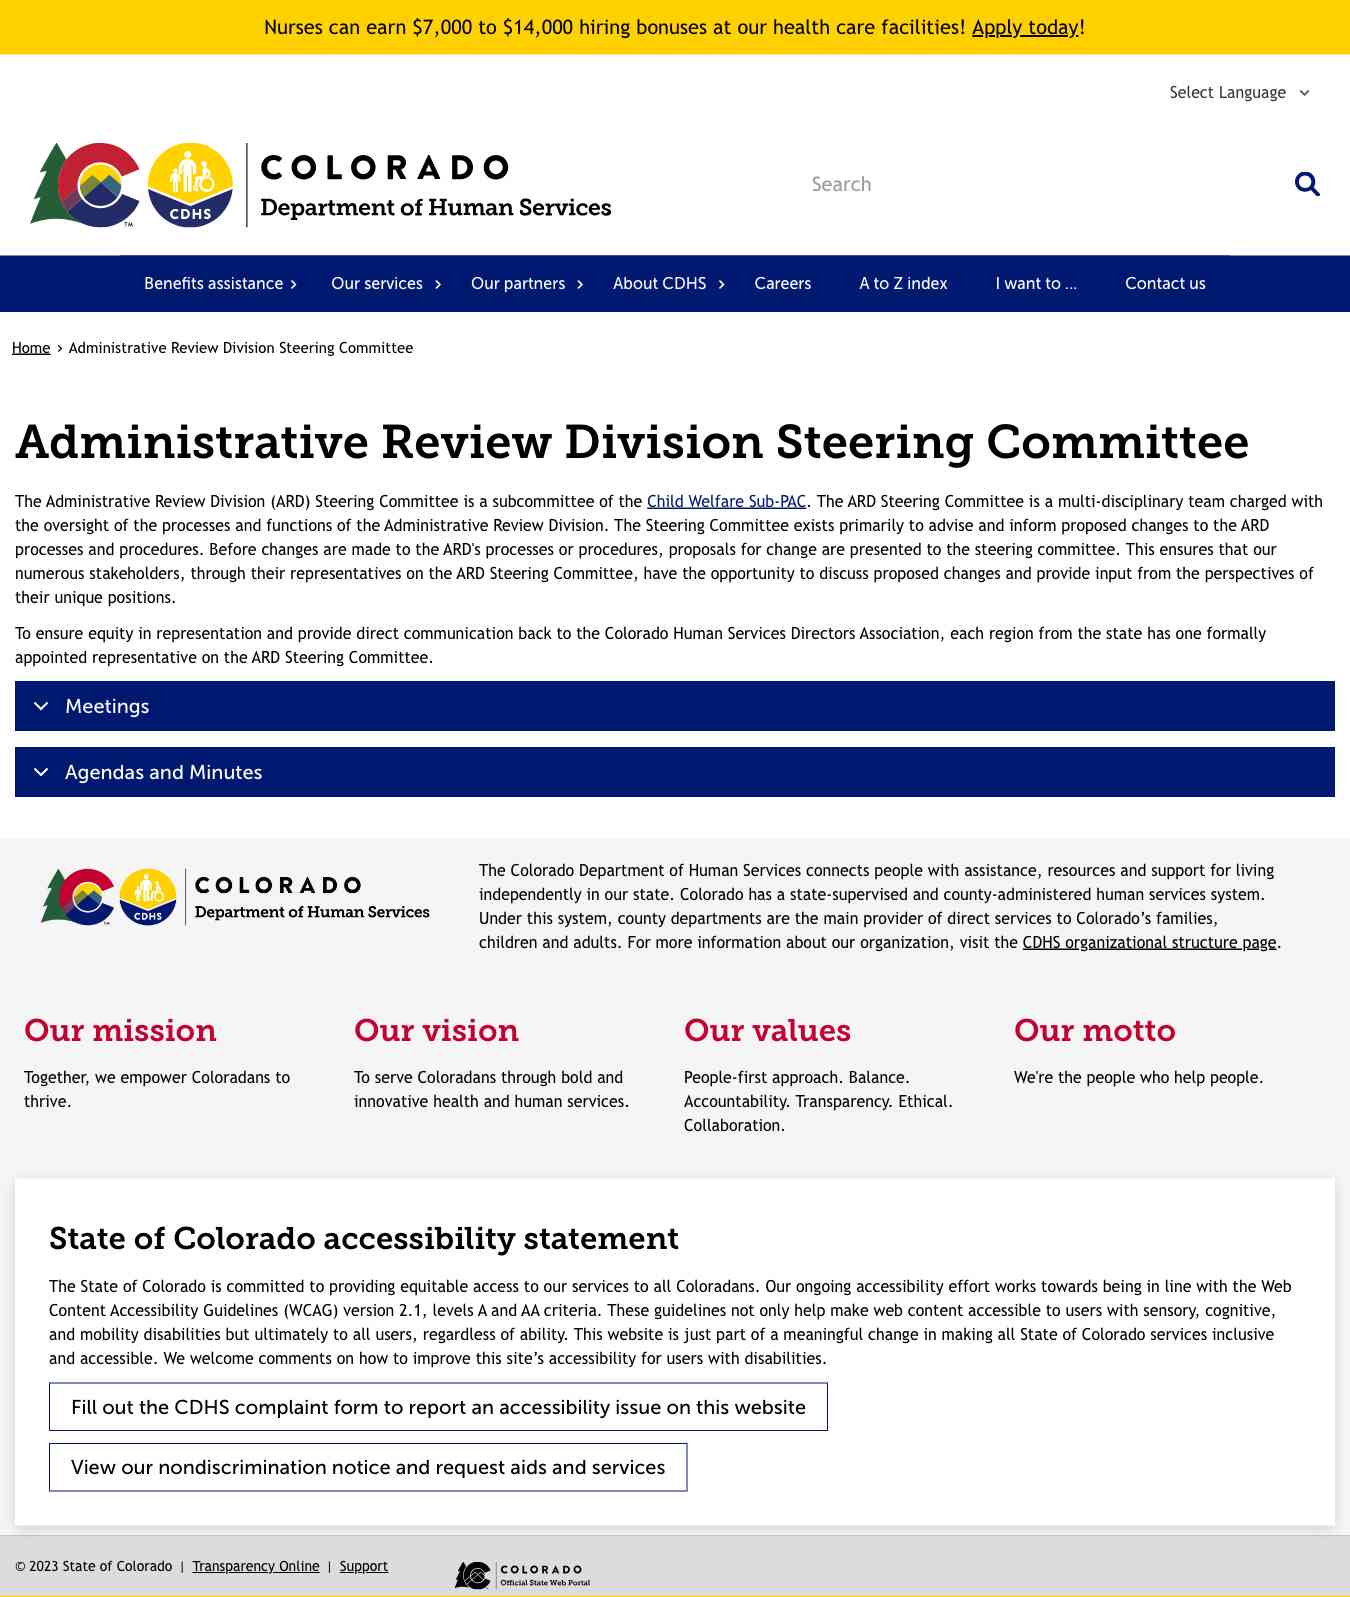 Nurses can earn $7,000 to $14,000 hiring bonuses at our health care facilities! Apply today!
Select Language
COLORADO
Department of Human Services
CDHS
TM
Search
Benefits assistance › Our services › Our partners › About CDHS › Careers A to Z index I want to ... Contact us
Home › Administrative Review Division Steering Committee
Administrative Review Division Steering Committee
The Administrative Review Division (ARD) Steering Committee is a subcommittee of the Child Welfare Sub-PAC. The ARD Steering Committee is a multi-disciplinary team charged with
the oversight of the processes and functions of the Administrative Review Division. The Steering Committee exists primarily to advise and inform proposed changes to the ARD
processes and procedures. Before changes are made to the ARD's processes or procedures, proposals for change are presented to the steering committee. This ensures that our
numerous stakeholders, through their representatives on the ARD Steering Committee, have the opportunity to discuss proposed changes and provide input from the perspectives of
their unique positions.
To ensure equity in representation and provide direct communication back to the Colorado Human Services Directors Association, each region from the state has one formally
appointed representative on the ARD Steering Committee.
Meetings
Agendas and Minutes
COLORADO
Department of Human Services
CDHS
The Colorado Department of Human Services connects people with assistance, resources and support for living
independently in our state. Colorado has a state-supervised and county-administered human services system.
Under this system, county departments are the main provider of direct services to Colorado’s families,
children and adults. For more information about our organization, visit the CDHS organizational structure page.
Our mission
Together, we empower Coloradans to
thrive.
Our vision
To serve Coloradans through bold and
innovative health and human services.
Our values
People-first approach. Balance.
Accountability. Transparency. Ethical.
Collaboration.
Our motto
We're the people who help people.
State of Colorado accessibility statement
The State of Colorado is committed to providing equitable access to our services to all Coloradans. Our ongoing accessibility effort works towards being in line with the Web
Content Accessibility Guidelines (WCAG) version 2.1, levels A and AA criteria. These guidelines not only help make web content accessible to users with sensory, cognitive,
and mobility disabilities but ultimately to all users, regardless of ability. This website is just part of a meaningful change in making all State of Colorado services inclusive
and accessible. We welcome comments on how to improve this site’s accessibility for users with disabilities.
Fill out the CDHS complaint form to report an accessibility issue on this website
View our nondiscrimination notice and request aids and services
© 2023 State of Colorado | Transparency Online | Support
COLORADO
Official State Web Portal